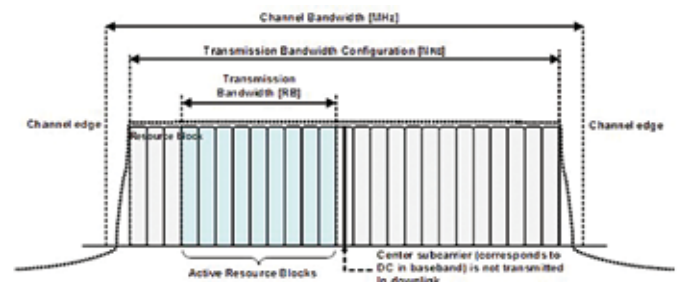 Channel Bandwidth [MHz]
Transmission Bandwidth Configuration [NRB]
Transmission
Bandwidth [RB]
Channel edge
Channel edge
Resource Block
Center subcarrier (corresponds to
DC in baseband) is not transmitted
in downlink
Active Resource Blocks